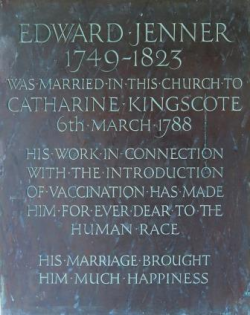 EDWARD·JENNER
1749-1823
WAS·MARRIED·IN·THIS·CHURCH·TO
CATHARINE·KINGSCOTE
6th·MARCH·1788
HIS·WORK·IN·CONNECTION
WITH·THE·INTRODUCTION
OF·VACCINATION·HAS·MADE
HIM·FOR·EVER·DEAR·TO·THE
HUMAN·RACE
HIS·MARRIAGE·BROUGHT
HIM·MUCH·HAPPINESS